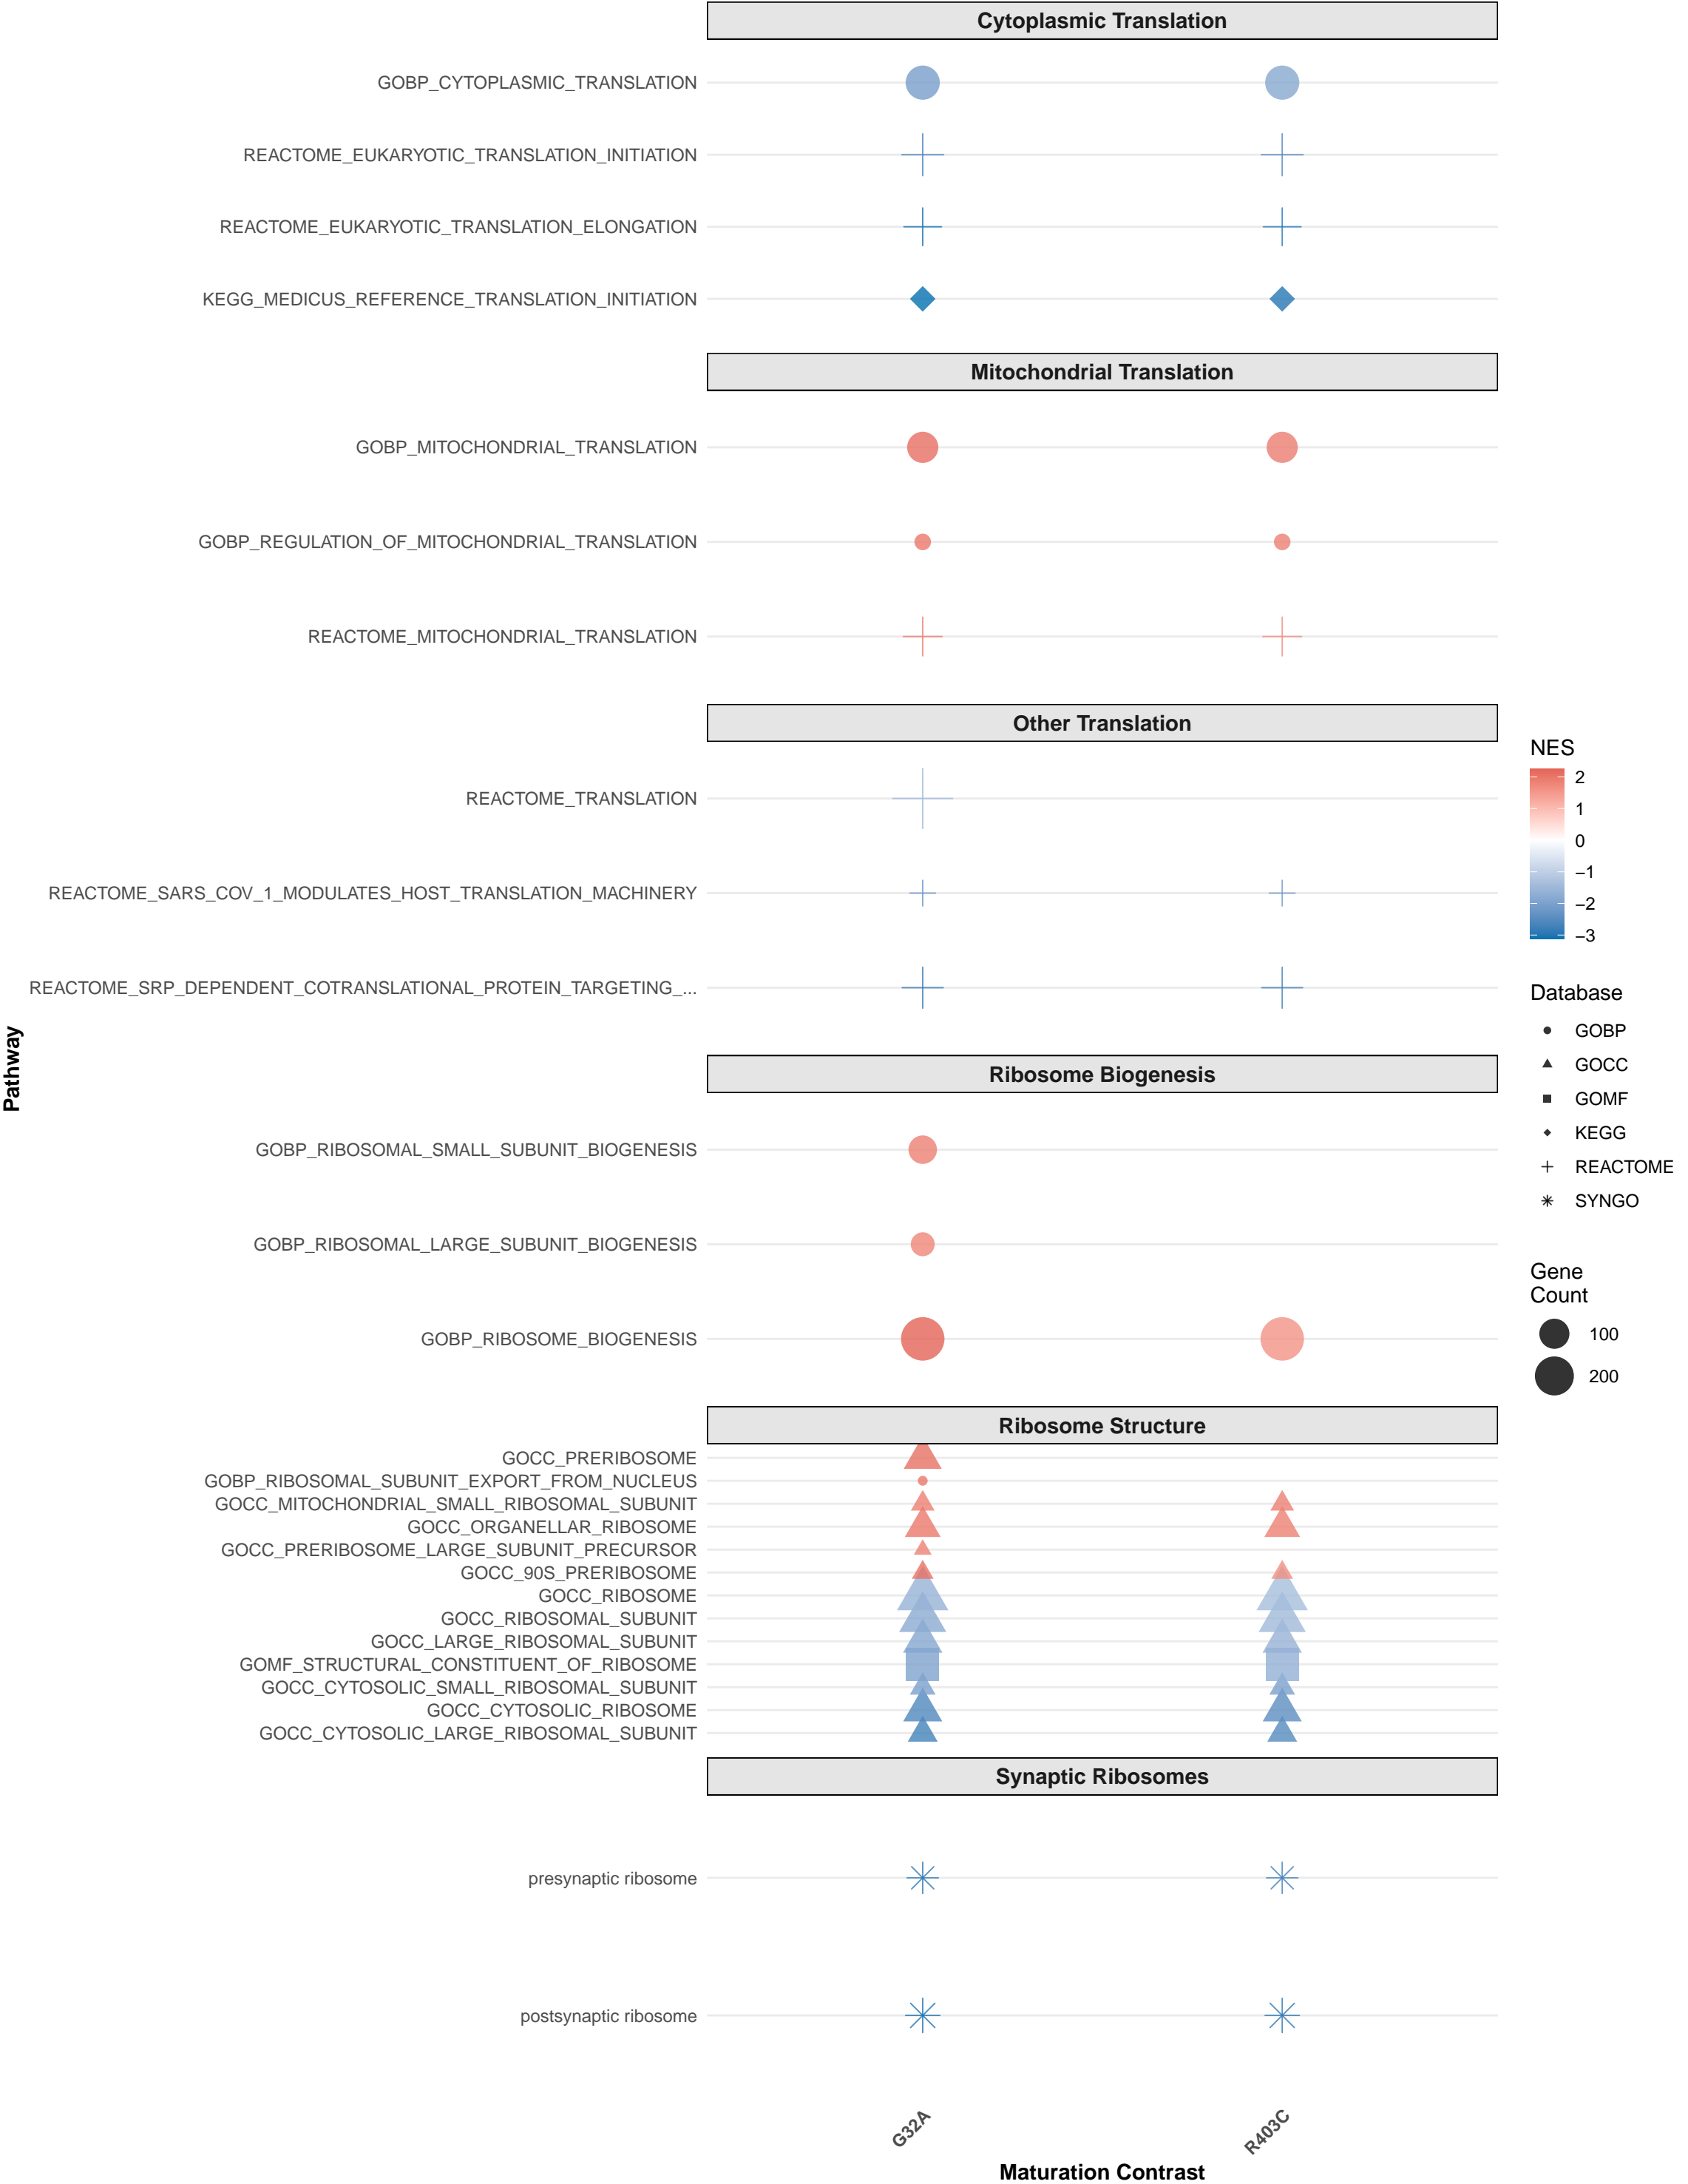 Cytoplasmic Translation
GOBP_CYTOPLASMIC_TRANSLATION
REACTOME_EUKARYOTIC_TRANSLATION_INITIATION
REACTOME_EUKARYOTIC_TRANSLATION_ELONGATION
KEGG_MEDICUS_REFERENCE_TRANSLATION_INITIATION
Mitochondrial Translation
GOBP_MITOCHONDRIAL_TRANSLATION
GOBP_REGULATION_OF_MITOCHONDRIAL_TRANSLATION
REACTOME_MITOCHONDRIAL_TRANSLATION
Other Translation
REACTOME_TRANSLATION
REACTOME_SARS_COV_1_MODULATES_HOST_TRANSLATION_MACHINERY
REACTOME_SRP_DEPENDENT_COTRANSLATIONAL_PROTEIN_TARGETING_...
Ribosome Biogenesis
GOBP_RIBOSOMAL_SMALL_SUBUNIT_BIOGENESIS
GOBP_RIBOSOMAL_LARGE_SUBUNIT_BIOGENESIS
GOBP_RIBOSOME_BIOGENESIS
Ribosome Structure
GOCC_PRERIBOSOME
GOBP_RIBOSOMAL_SUBUNIT_EXPORT_FROM_NUCLEUS
GOCC_MITOCHONDRIAL_SMALL_RIBOSOMAL_SUBUNIT
GOCC_ORGANELLAR_RIBOSOME
GOCC_PRERIBOSOME_LARGE_SUBUNIT_PRECURSOR
GOCC_90S_PRERIBOSOME
GOCC_RIBOSOME
GOCC_RIBOSOMAL_SUBUNIT
GOCC_LARGE_RIBOSOMAL_SUBUNIT
GOMF_STRUCTURAL_CONSTITUENT_OF_RIBOSOME
GOCC_CYTOSOLIC_SMALL_RIBOSOMAL_SUBUNIT
GOCC_CYTOSOLIC_RIBOSOME
GOCC_CYTOSOLIC_LARGE_RIBOSOMAL_SUBUNIT
Synaptic Ribosomes
presynaptic ribosome
postsynaptic ribosome
G32A
R403C
Maturation Contrast
Pathway
NES
2
1
0
−1
−2
−3
Database
GOBP
GOCC
GOMF
KEGG
REACTOME
SYNGO
Gene
Count
100
200